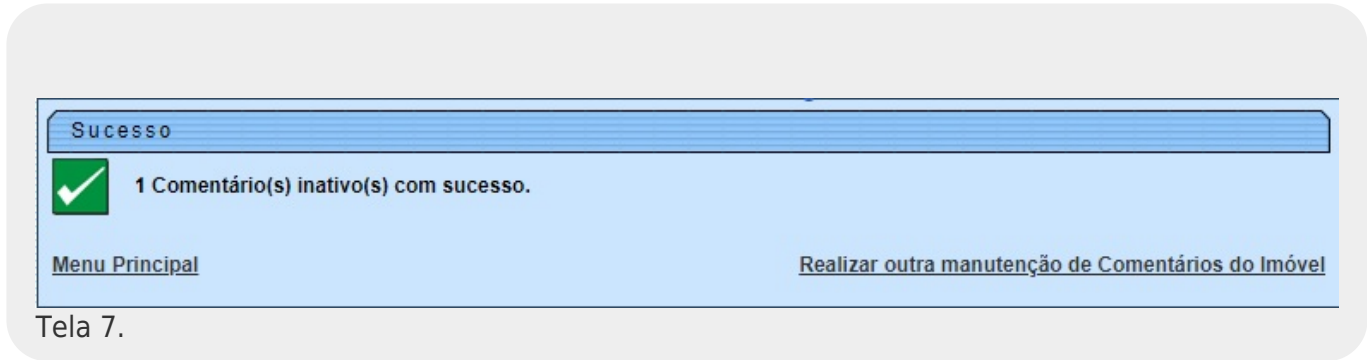 Sucesso
1 Comentário(s) inativo(s) com sucesso.
Menu Principal Realizar outra manutenção de Comentários do Imóvel
Tela 7.